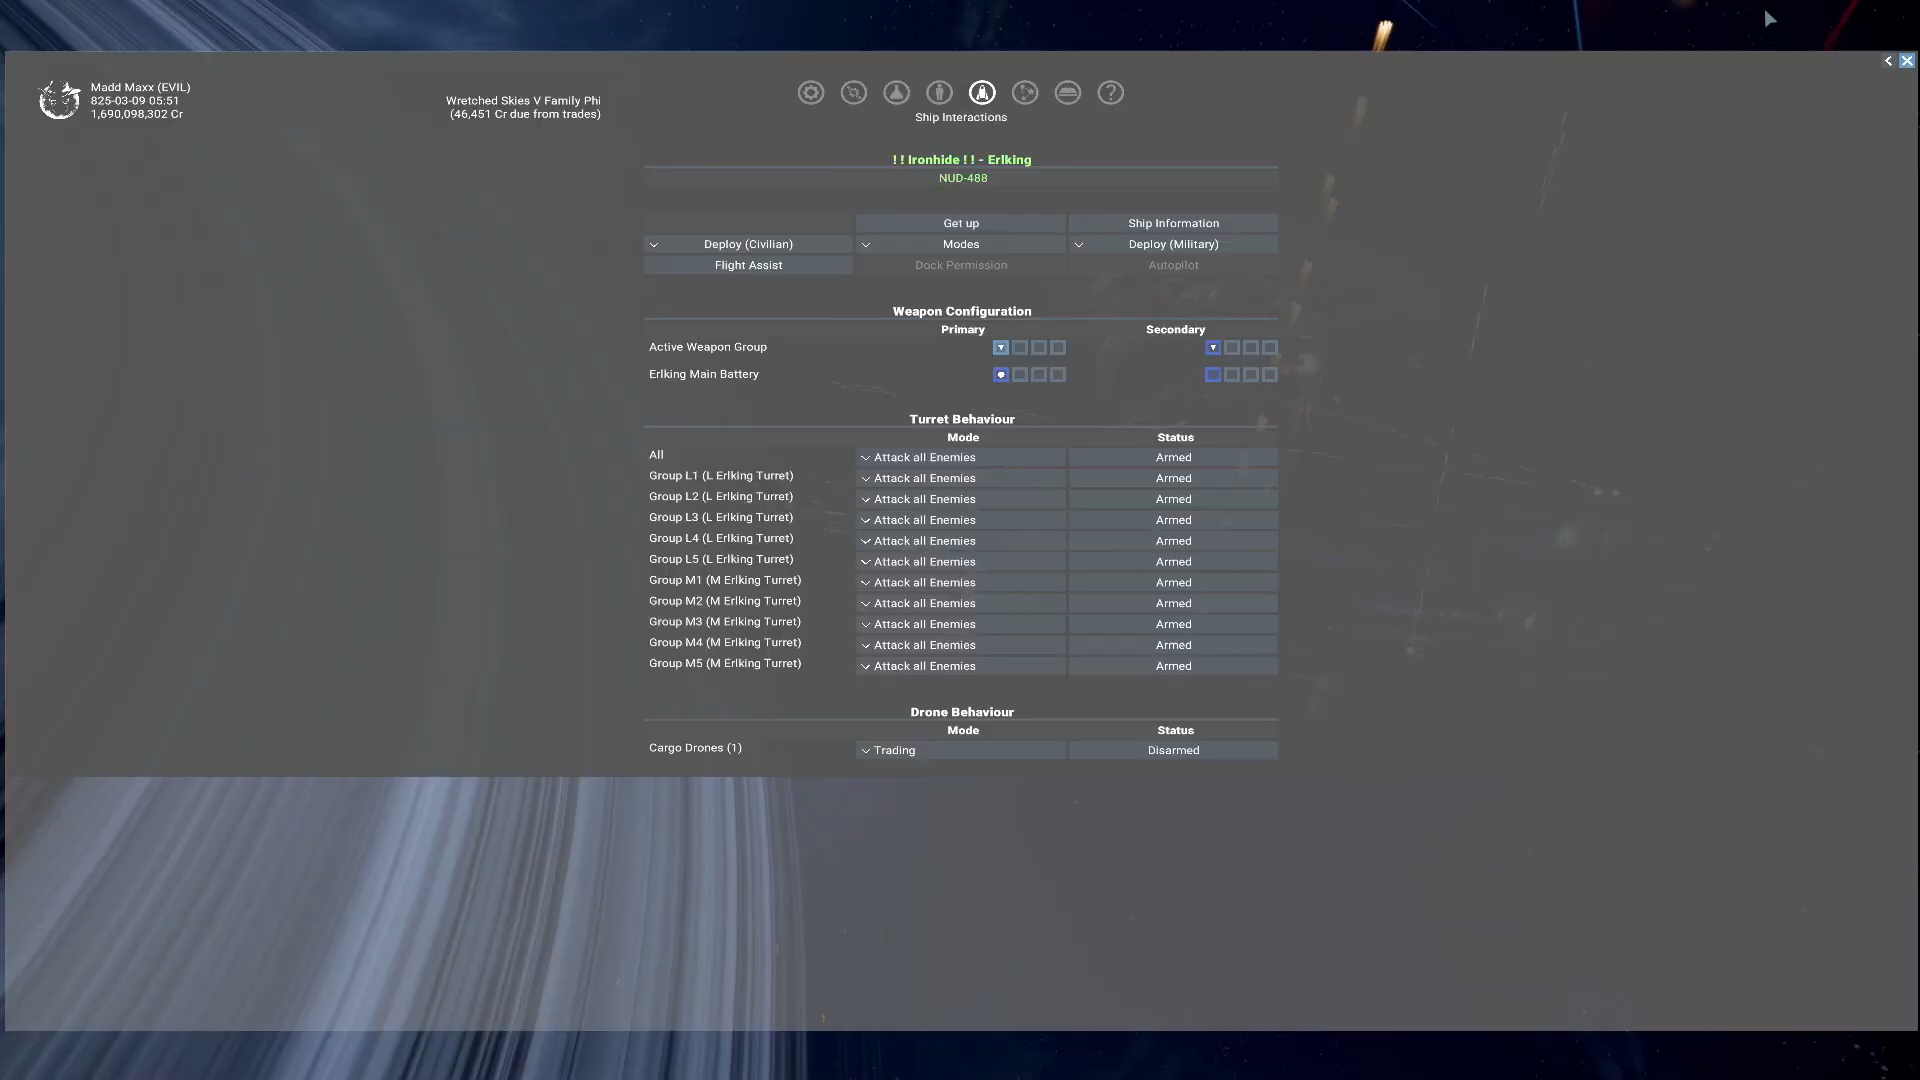 Madd Maxx (EVIL)
825-03-09 05:51
1,690,098,302 Cr
Wretched Skies V Family Phi
(46,451 Cr due from trades)
?
Ship Interactions
! ! Ironhide ! ! - Erlking
NUD-488
Get up
Ship Information
Deploy (Civilian)
Modes
Deploy (Military)
Flight Assist
Dock Permission
Autopilot
Weapon Configuration
Primary
Secondary
Active Weapon Group
Erlking Main Battery
Turret Behaviour
Mode
Status
All
Attack all Enemies
Armed
Group L1 (L Erlking Turret)
Attack all Enemies
Armed
Group L2 (L Erlking Turret)
Attack all Enemies
Armed
Group L3 (L Erlking Turret)
Attack all Enemies
Armed
Group L4 (L Erlking Turret)
Attack all Enemies
Armed
Group L5 (L Erlking Turret)
Attack all Enemies
Armed
Group M1 (M Erlking Turret)
Attack all Enemies
Armed
Group M2 (M Erlking Turret)
Attack all Enemies
Armed
Group M3 (M Erlking Turret)
Attack all Enemies
Armed
Group M4 (M Erlking Turret)
Attack all Enemies
Armed
Group M5 (M Erlking Turret)
Attack all Enemies
Armed
Drone Behaviour
Mode
Status
Cargo Drones (1)
Trading
Disarmed